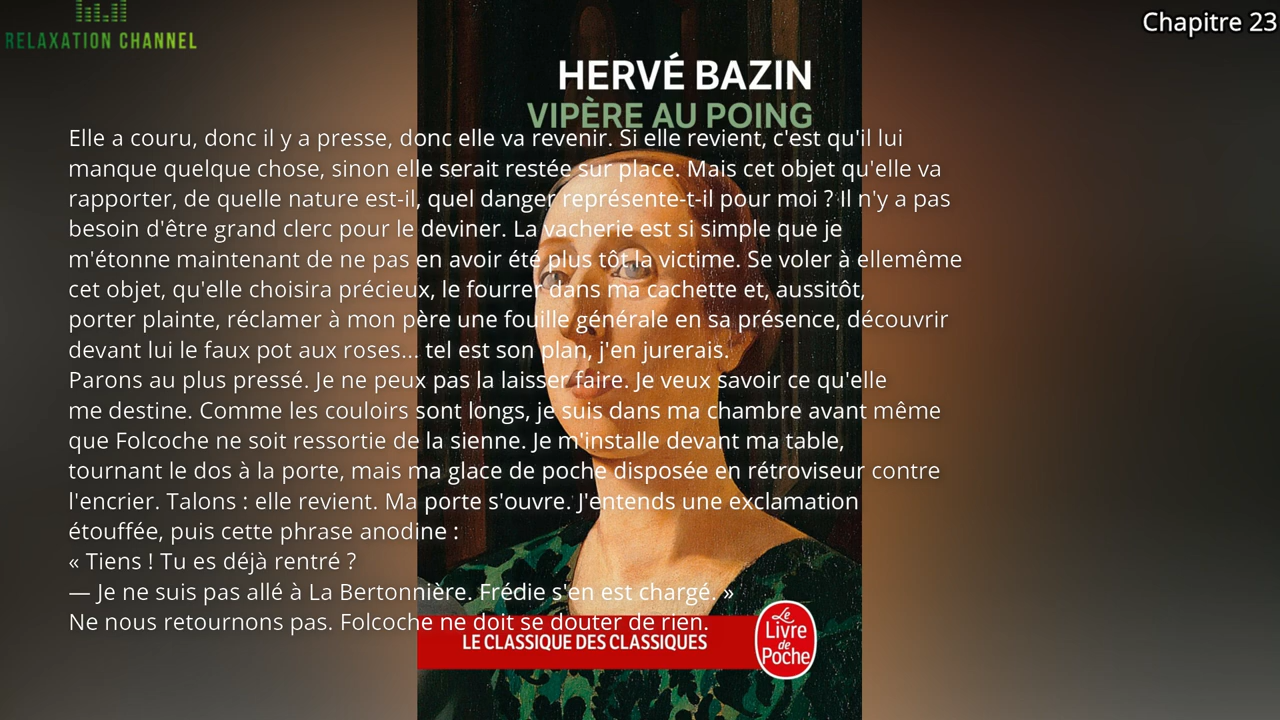 RELAXATION CHANNEL
Chapitre 23
HERVÉ BAZIN
VIPÈRE AU POING
Elle a couru, donc il y a presse, donc elle va revenir. Si elle revient, c'est qu'il lui
manque quelque chose, sinon elle serait restée sur place. Mais cet objet qu'elle va
rapporter, de quelle nature est-il, quel danger représente-t-il pour moi ? Il n'y a pas
besoin d'être grand clerc pour le deviner. La vacherie est si simple que je
m'étonne maintenant de ne pas en avoir été plus tôt la victime. Se voler à ellemême
cet objet, qu'elle choisira précieux, le fourrer dans ma cachette et, aussitôt,
porter plainte, réclamer à mon père une fouille générale en sa présence, découvrir
devant lui le faux pot aux roses... tel est son plan, j'en jurerais.
Parons au plus pressé. Je ne peux pas la laisser faire. Je veux savoir ce qu'elle
me destine. Comme les couloirs sont longs, je suis dans ma chambre avant même
que Folcoche ne soit ressortie de la sienne. Je m'installe devant ma table,
tournant le dos à la porte, mais ma glace de poche disposée en rétroviseur contre
l'encrier. Talons : elle revient. Ma porte s'ouvre. J'entends une exclamation
étouffée, puis cette phrase anodine :
« Tiens ! Tu es déjà rentré ?
— Je ne suis pas allé à La Bertonnière. Frédie s'en est chargé. »
Ne nous retournons pas. Folcoche ne doit se douter de rien.
LE CLASSIQUE DES CLASSIQUES
Le
Livre
de
Poche